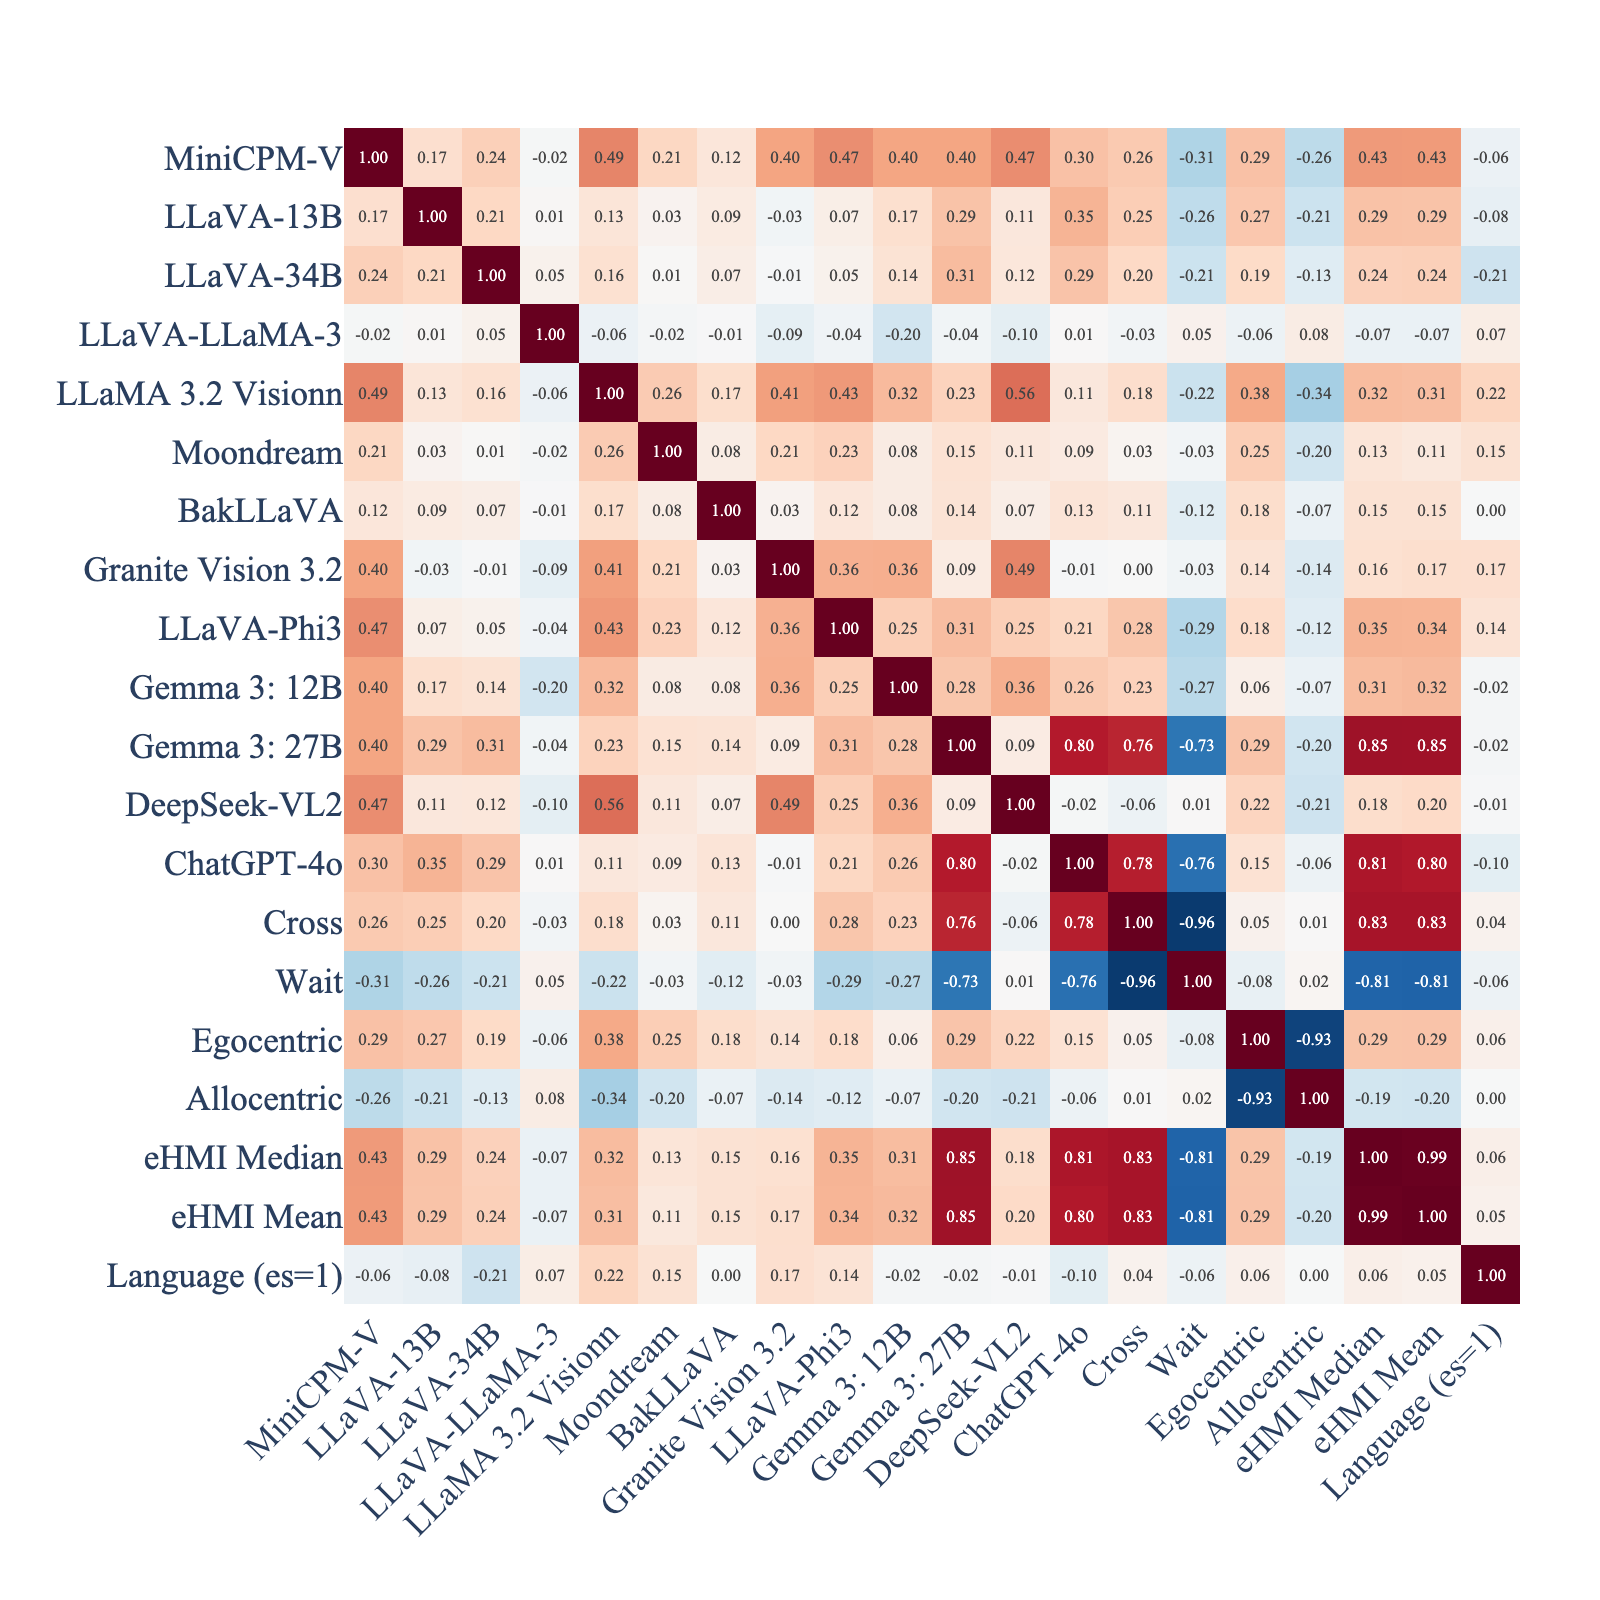 MiniCPM-V 1.00 0.17 0.24 -0.02 0.49 0.21 0.12 0.40 0.47 0.40 0.40 0.47 0.30 0.26 -0.31 0.29 -0.26 0.43 0.43 -0.06
LLaVA-13B 0.17 1.00 0.21 0.01 0.13 0.03 0.09 -0.03 0.07 0.17 0.29 0.11 0.35 0.25 -0.26 0.27 -0.21 0.29 0.29 -0.08
LLaVA-34B 0.24 0.21 1.00 0.05 0.16 0.01 0.07 -0.01 0.05 0.14 0.31 0.12 0.29 0.20 -0.21 0.19 -0.13 0.24 0.24 -0.21
LLaVA-LLaMA-3 -0.02 0.01 0.05 1.00 -0.06 -0.02 -0.01 -0.09 -0.04 -0.20 -0.04 -0.10 0.01 -0.03 0.05 -0.06 0.08 -0.07 -0.07 0.07
LLaMA 3.2 Visionn 0.49 0.13 0.16 -0.06 1.00 0.26 0.17 0.41 0.43 0.32 0.23 0.56 0.11 0.18 -0.22 0.38 -0.34 0.32 0.31 0.22
Moondream 0.21 0.03 0.01 -0.02 0.26 1.00 0.08 0.21 0.23 0.08 0.15 0.11 0.09 0.03 -0.03 0.25 -0.20 0.13 0.11 0.15
BakLLaVA 0.12 0.09 0.07 -0.01 0.17 0.08 1.00 0.03 0.12 0.08 0.14 0.07 0.13 0.11 -0.12 0.18 -0.07 0.15 0.15 0.00
Granite Vision 3.2 0.40 -0.03 -0.01 -0.09 0.41 0.21 0.03 1.00 0.36 0.36 0.09 0.49 -0.01 0.00 -0.03 0.14 -0.14 0.16 0.17 0.17
LLaVA-Phi3 0.47 0.07 0.05 -0.04 0.43 0.23 0.12 0.36 1.00 0.25 0.31 0.25 0.21 0.28 -0.29 0.18 -0.12 0.35 0.34 0.14
Gemma 3: 12B 0.40 0.17 0.14 -0.20 0.32 0.08 0.08 0.36 0.25 1.00 0.28 0.36 0.26 0.23 -0.27 0.06 -0.07 0.31 0.32 -0.02
Gemma 3: 27B 0.40 0.29 0.31 -0.04 0.23 0.15 0.14 0.09 0.31 0.28 1.00 0.09 0.80 0.76 -0.73 0.29 -0.20 0.85 0.85 -0.02
DeepSeek-VL2 0.47 0.11 0.12 -0.10 0.56 0.11 0.07 0.49 0.25 0.36 0.09 1.00 -0.02 -0.06 0.01 0.22 -0.21 0.18 0.20 -0.01
ChatGPT-4o 0.30 0.35 0.29 0.01 0.11 0.09 0.13 -0.01 0.21 0.26 0.80 -0.02 1.00 0.78 -0.76 0.15 -0.06 0.81 0.80 -0.10
Cross 0.26 0.25 0.20 -0.03 0.18 0.03 0.11 0.00 0.28 0.23 0.76 -0.06 0.78 1.00 -0.96 0.05 0.01 0.83 0.83 0.04
Wait -0.31 -0.26 -0.21 0.05 -0.22 -0.03 -0.12 -0.03 -0.29 -0.27 -0.73 0.01 -0.76 -0.96 1.00 -0.08 0.02 -0.81 -0.81 -0.06
Egocentric 0.29 0.27 0.19 -0.06 0.38 0.25 0.18 0.14 0.18 0.06 0.29 0.22 0.15 0.05 -0.08 1.00 -0.93 0.29 0.29 0.06
Allocentric -0.26 -0.21 -0.13 0.08 -0.34 -0.20 -0.07 -0.14 -0.12 -0.07 -0.20 -0.21 -0.06 0.01 0.02 -0.93 1.00 -0.19 -0.20 0.00
eHMI Median 0.43 0.29 0.24 -0.07 0.32 0.13 0.15 0.16 0.35 0.31 0.85 0.18 0.81 0.83 -0.81 0.29 -0.19 1.00 0.99 0.06
eHMI Mean 0.43 0.29 0.24 -0.07 0.31 0.11 0.15 0.17 0.34 0.32 0.85 0.20 0.80 0.83 -0.81 0.29 -0.20 0.99 1.00 0.05
Language (es=1) -0.06 -0.08 -0.21 0.07 0.22 0.15 0.00 0.17 0.14 -0.02 -0.02 -0.01 -0.10 0.04 -0.06 0.06 0.00 0.06 0.05 1.00
MiniCPM-V
LLaVA-13B
LLaVA-34B
LLaVA-LLaMA-3
LLaMA 3.2 Visionn
Moondream
BakLLaVA
Granite Vision 3.2
LLaVA-Phi3
Gemma 3: 12B
Gemma 3: 27B
DeepSeek-VL2
ChatGPT-4o
Cross
Wait
Egocentric
Allocentric
eHMI Median
eHMI Mean
Language (es=1)